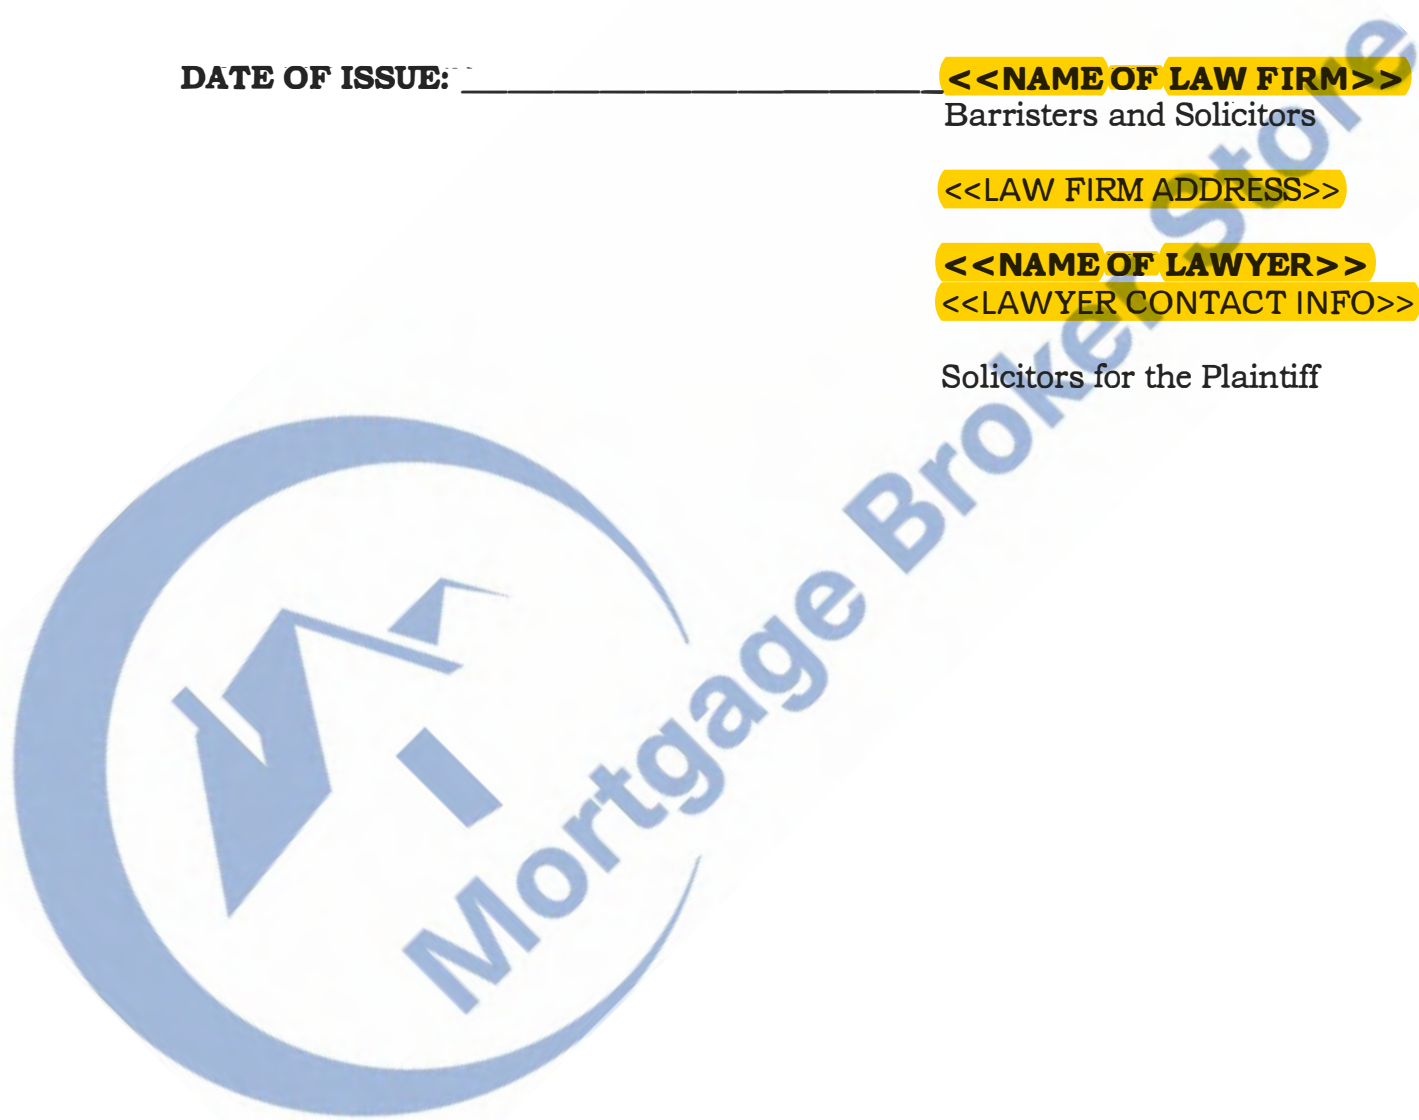 DATE OF ISSUE: ______________________ <<NAME OF LAW FIRM>>
Barristers and Solicitors
<<LAW FIRM ADDRESS>>
<<NAME OF LAWYER>>
<<LAWYER CONTACT INFO>>
Solicitors for the Plaintiff
Mortgage Broker Store